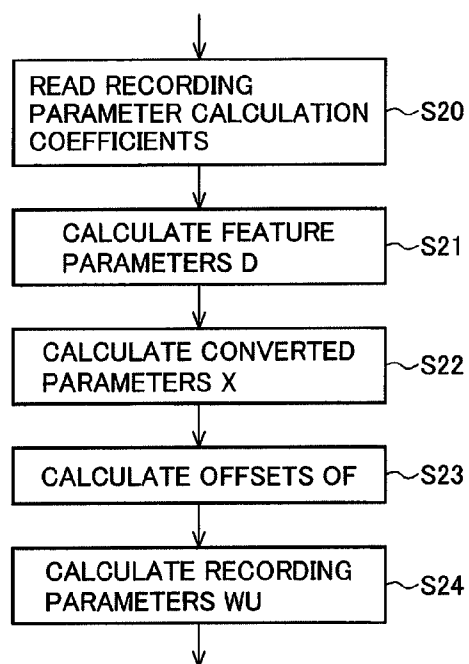 READ RECORDING
PARAMETER CALCULATION
COEFFICIENTS
S20
CALCULATE FEATURE
PARAMETERS D
S21
CALCULATE CONVERTED
PARAMETERS X
S22
CALCULATE OFFSETS OF
S23
CALCULATE RECORDING
PARAMETERS WU
S24